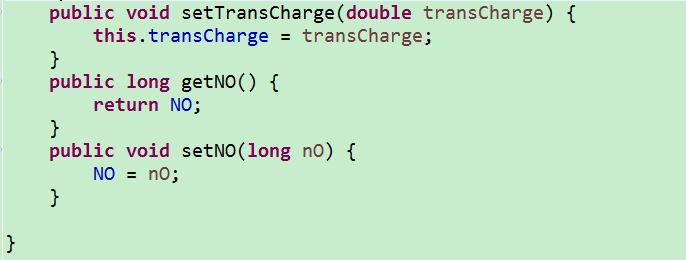 public void setTransCharge(double transCharge) {
this.transCharge = transCharge;
}
public long getNO() {
return NO;
}
public void setNO(long nO) {
NO = nO;
}
}